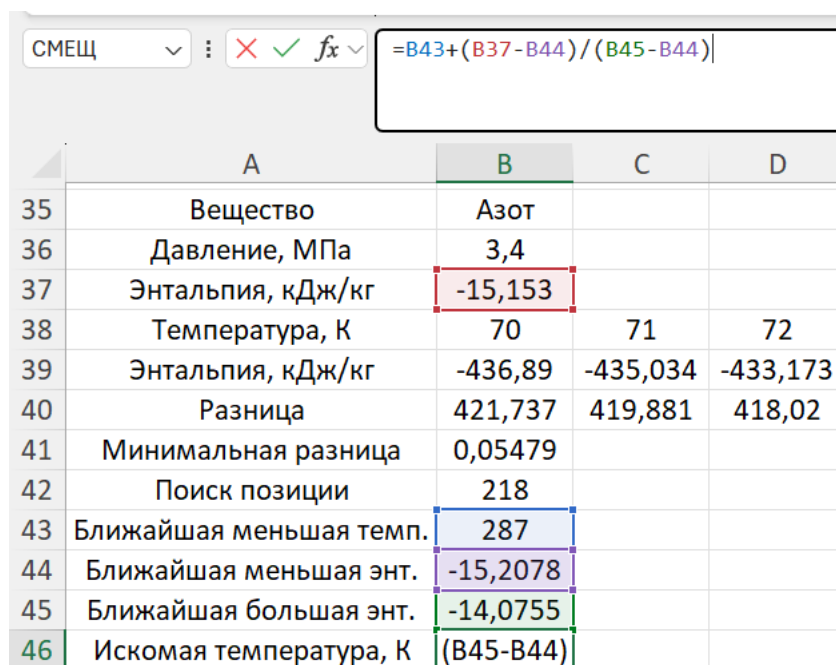 СМЕЩ fx =B43+(B37-B44)/(B45-B44)
A B C D
35 Вещество Азот
36 Давление, МПа 3,4
37 Энтальпия, кДж/кг -15,153
38 Температура, К 70 71 72
39 Энтальпия, кДж/кг -436,89 -435,034 -433,173
40 Разница 421,737 419,881 418,02
41 Минимальная разница 0,05479
42 Поиск позиции 218
43 Ближайшая меньшая темп. 287
44 Ближайшая меньшая энт. -15,2078
45 Ближайшая большая энт. -14,0755
46 Искомая температура, К (B45-B44)